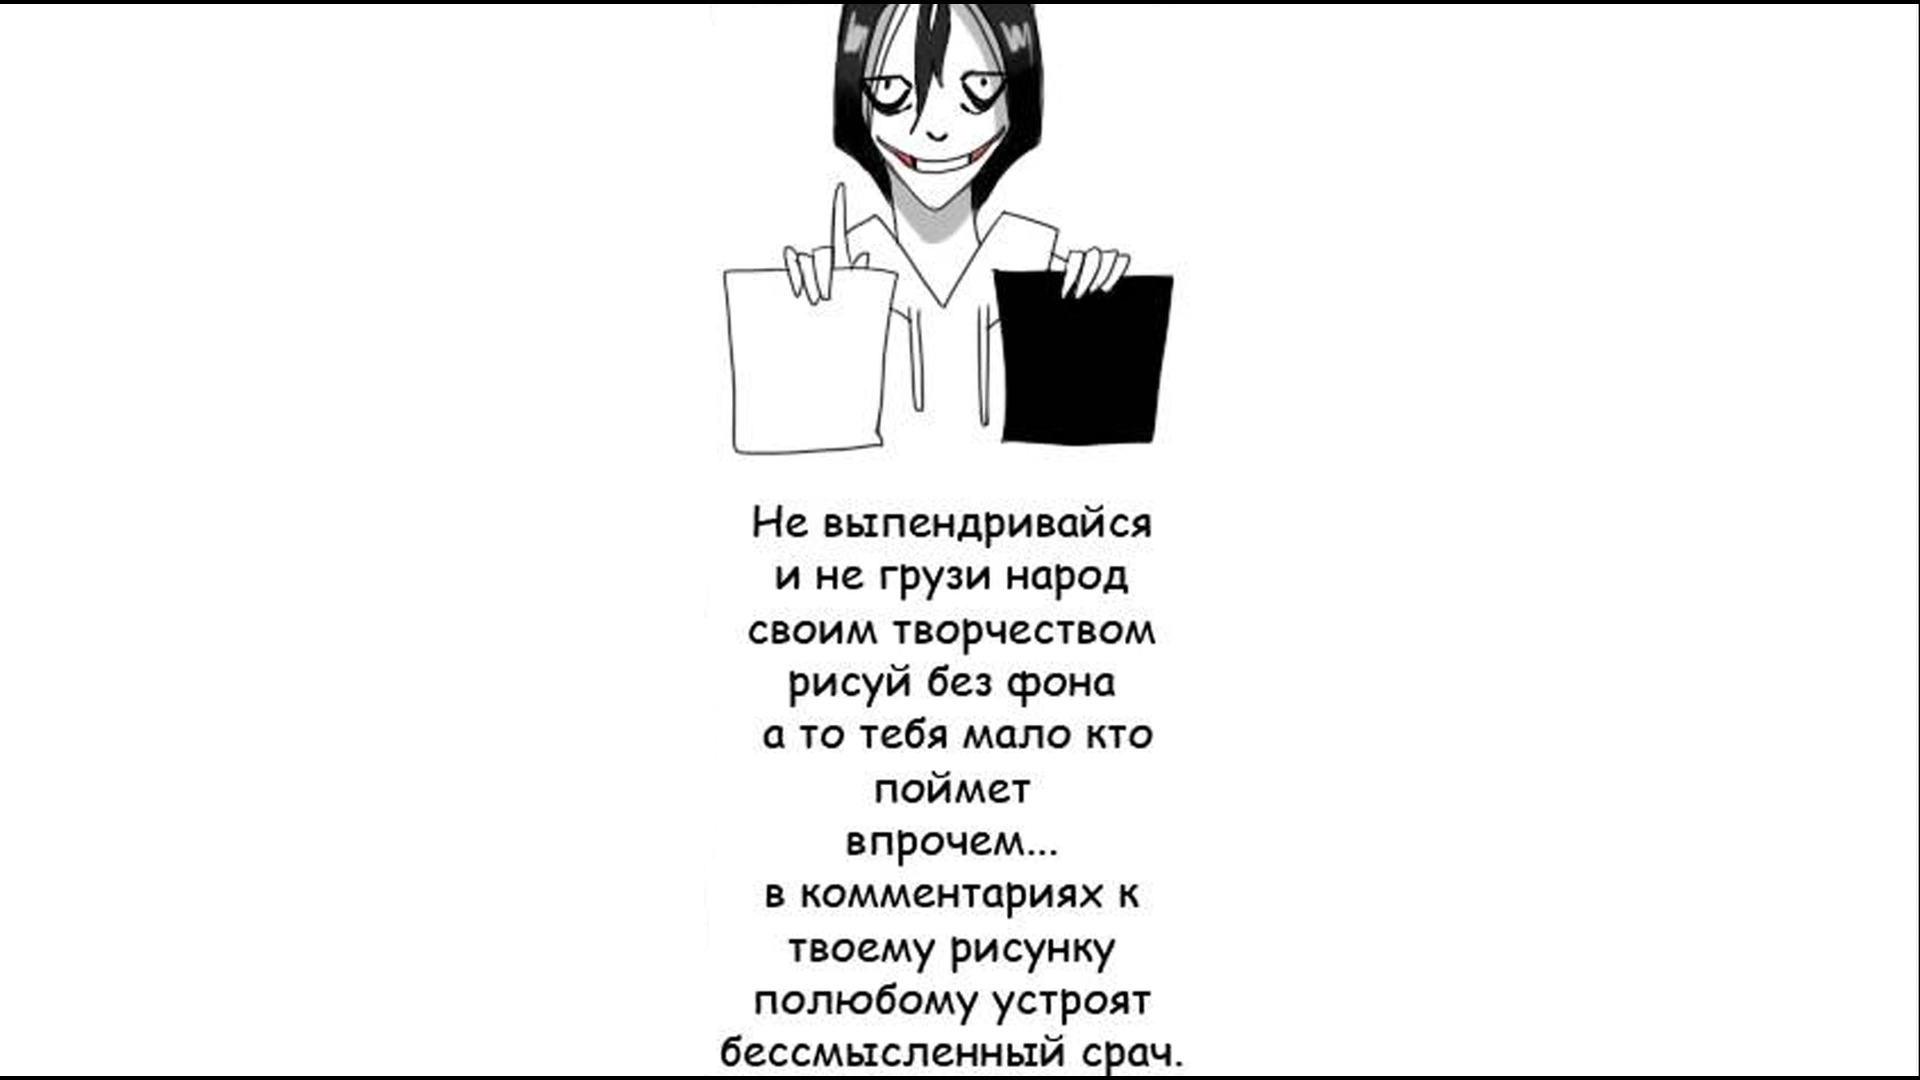 Не выпендривайся
и не грузи народ
своим творчеством
рисуй без фона
а то тебя мало кто
поймет
впрочем...
в комментариях к
твоему рисунку
полюбому устроят
бессмысленный срач.